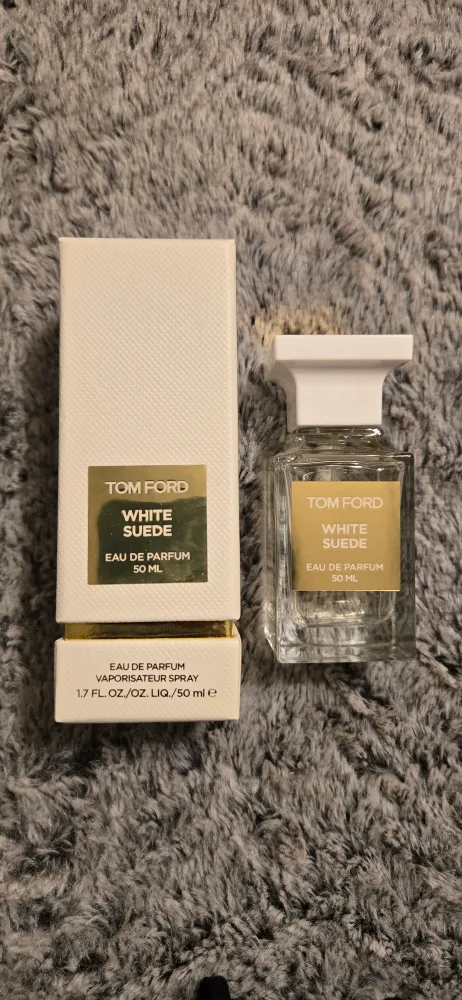 TOM FORD
WHITE
SUEDE
EAU DE PARFUM
50 ML
EAU DE PARFUM
VAPORISATEUR SPRAY
1.7 FL. OZ./OZ. LIQ./50 ml ℮
TOM FORD
WHITE
SUEDE
EAU DE PARFUM
50 ML